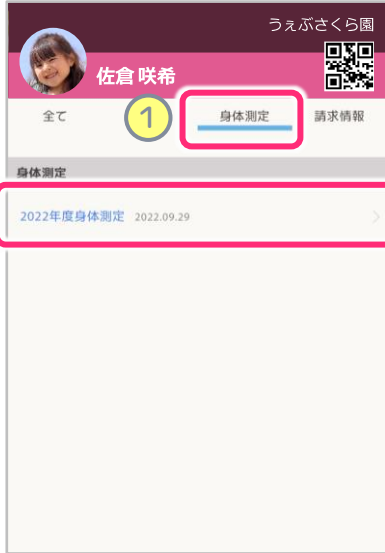 うぇぶさくら園
佐倉 咲希
全て
1
身体測定
請求情報
身体測定
2022年度身体測定 2022.09.29